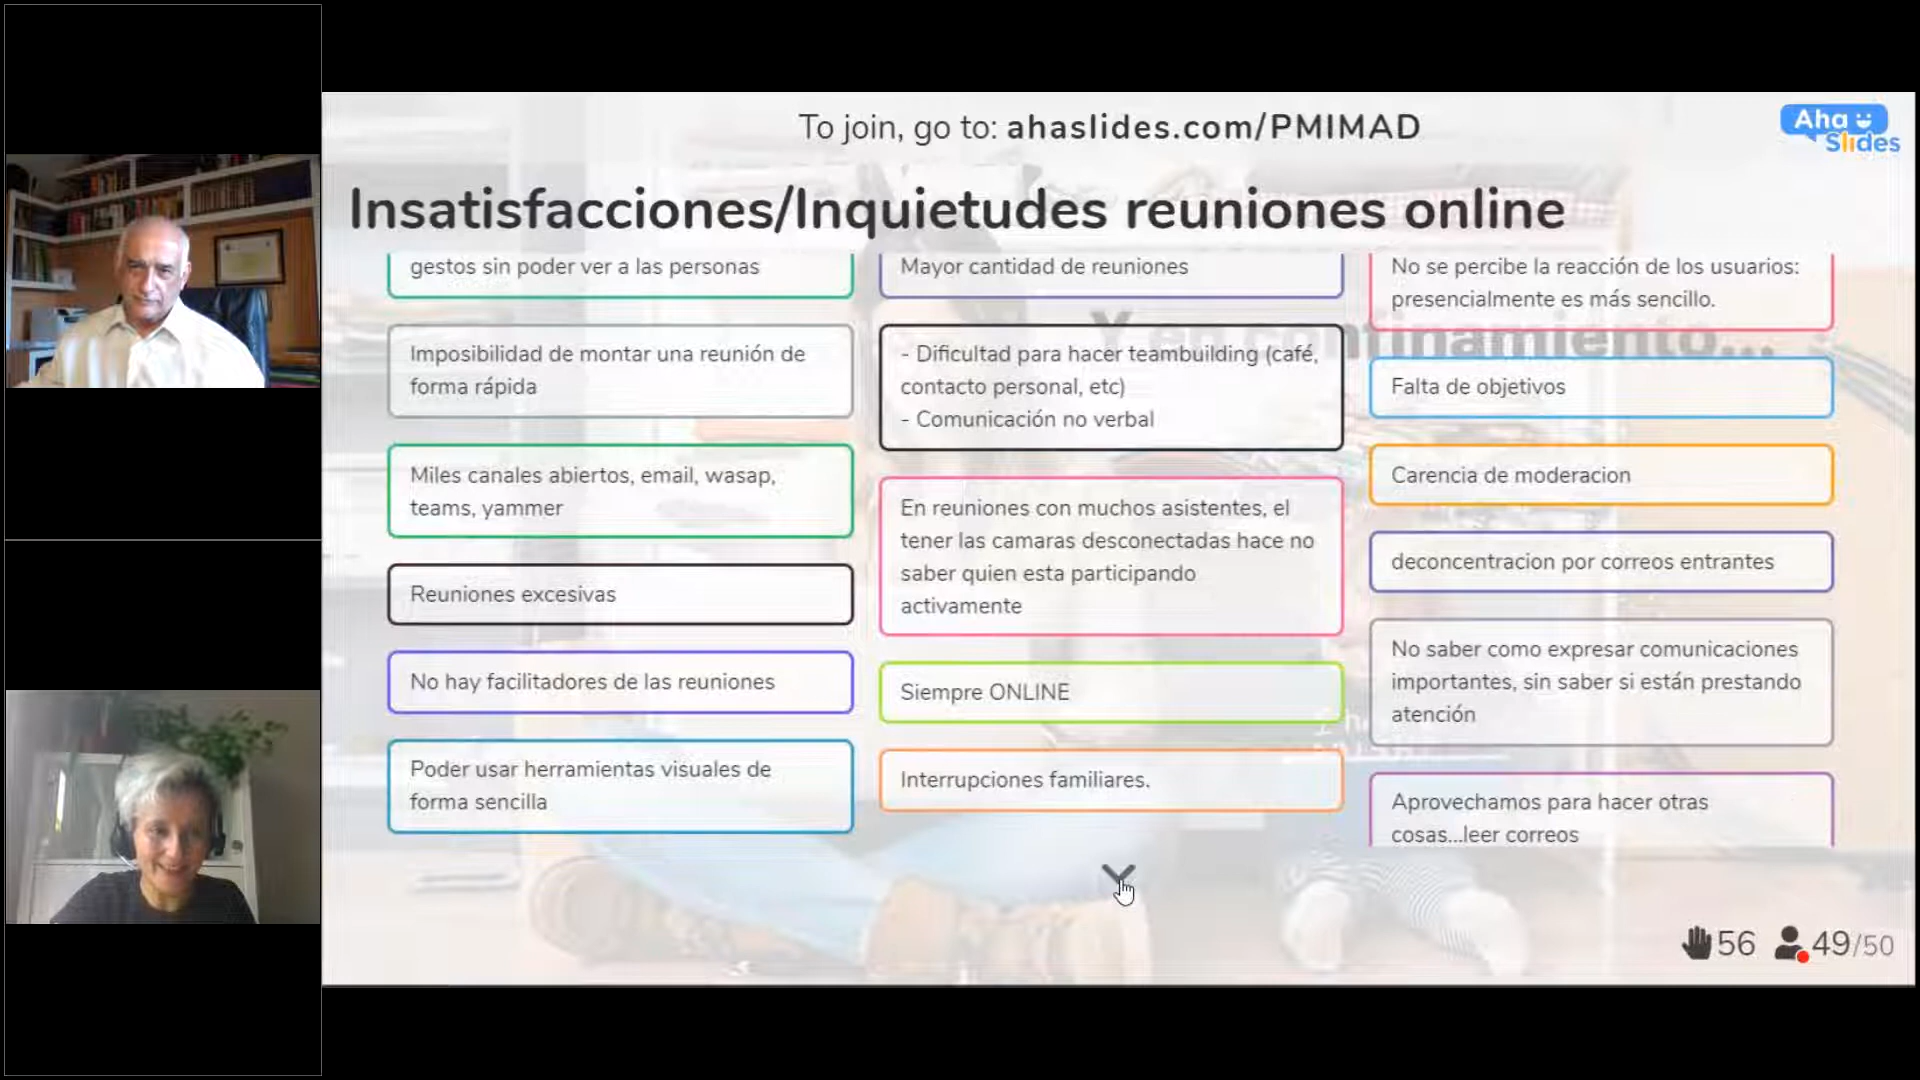 To join, go to: ahaslides.com/PMIMAD
Aha
Slides
Insatisfacciones/Inquietudes reuniones online
gestos sin poder ver a las personas
Imposibilidad de montar una reunión de
forma rápida
Miles canales abiertos, email, wasap,
teams, yammer
Reuniones excesivas
No hay facilitadores de las reuniones
Poder usar herramientas visuales de
forma sencilla
Mayor cantidad de reuniones
- Dificultad para hacer teambuilding (café,
contacto personal, etc)
- Comunicación no verbal
En reuniones con muchos asistentes, el
tener las camaras desconectadas hace no
saber quien esta participando
activamente
Siempre ONLINE
Interrupciones familiares.
No se percibe la reacción de los usuarios:
presencialmente es más sencillo.
Y en confinamiento...
Falta de objetivos
Carencia de moderacion
deconcentracion por correos entrantes
No saber como expresar comunicaciones
importantes, sin saber si están prestando
atención
Aprovechamos para hacer otras
cosas...leer correos
56 49/50